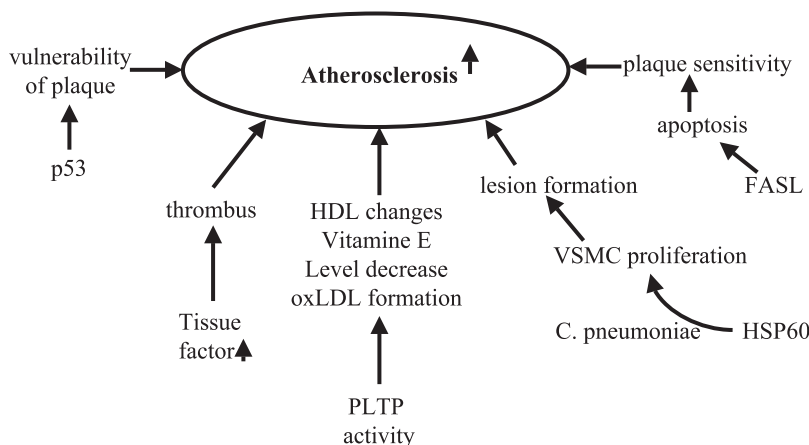 Atherosclerosis
vulnerability
of plaque
p53
thrombus
Tissue
factor
HDL changes
Vitamine E
Level decrease
oxLDL formation
PLTP
activity
lesion formation
VSMC proliferation
C. pneumoniae HSP60
plaque sensitivity
apoptosis
FASL